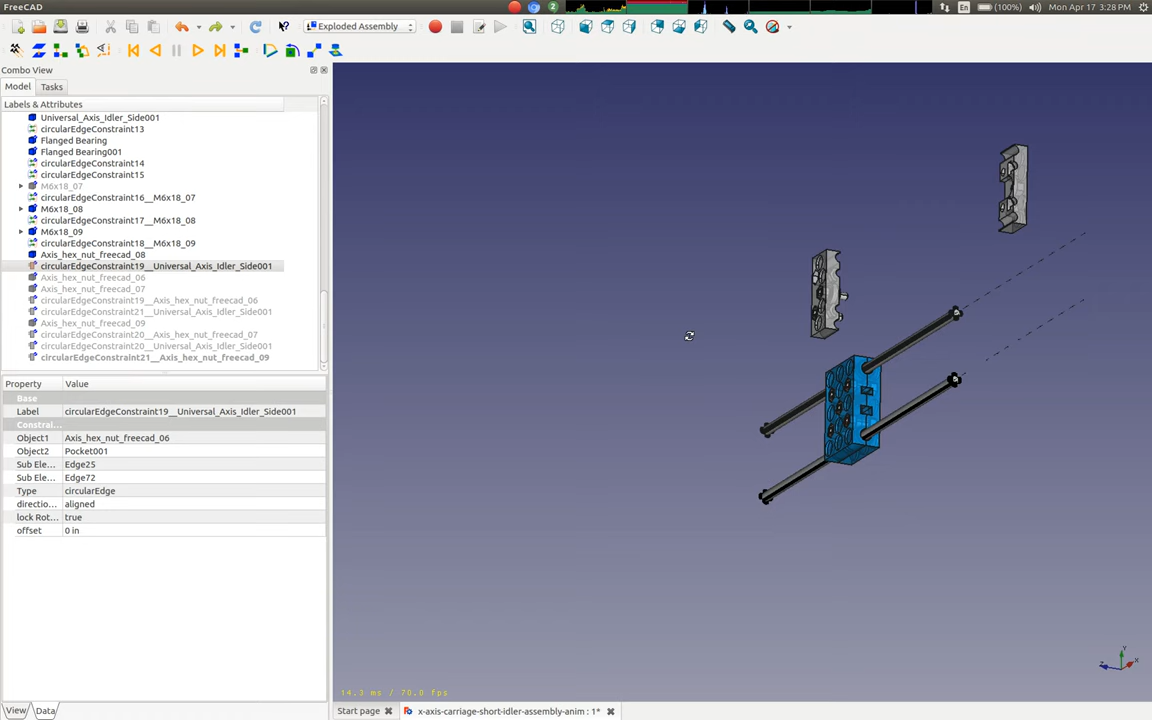 FreeCAD
2
En
(100%)
Mon Apr 17 3:28 PM
Exploded Assembly
Combo View
Model
Tasks
Labels & Attributes
Universal_Axis_Idler_Side001
circularEdgeConstraint13
Flanged Bearing
Flanged Bearing001
circularEdgeConstraint14
circularEdgeConstraint15
M6x18_07
circularEdgeConstraint16__M6x18_07
M6x18_08
circularEdgeConstraint17__M6x18_08
M6x18_09
circularEdgeConstraint18__M6x18_09
Axis_hex_nut_freecad_08
circularEdgeConstraint19__Universal_Axis_Idler_Side001
Axis_hex_nut_freecad_06
Axis_hex_nut_freecad_07
circularEdgeConstraint19__Axis_hex_nut_freecad_06
circularEdgeConstraint21__Universal_Axis_Idler_Side001
Axis_hex_nut_freecad_09
circularEdgeConstraint20__Axis_hex_nut_freecad_07
circularEdgeConstraint22__Universal_Axis_Idler_Side001
circularEdgeConstraint21__Axis_hex_nut_freecad_09
Property Value
Base
Label circularEdgeConstraint19__Universal_Axis_Idler_Side001
Constrai...
Object1 Axis_hex_nut_freecad_06
Object2 Pocket001
Sub Ele... Edge25
Sub Ele... Edge72
Type circularEdge
directio... aligned
lock Rot... true
offset 0 in
14.3 ms / 70.0 fps
Y
Z
X
View
Data
Start page
x-axis-carriage-short-idler-assembly-anim : 1*